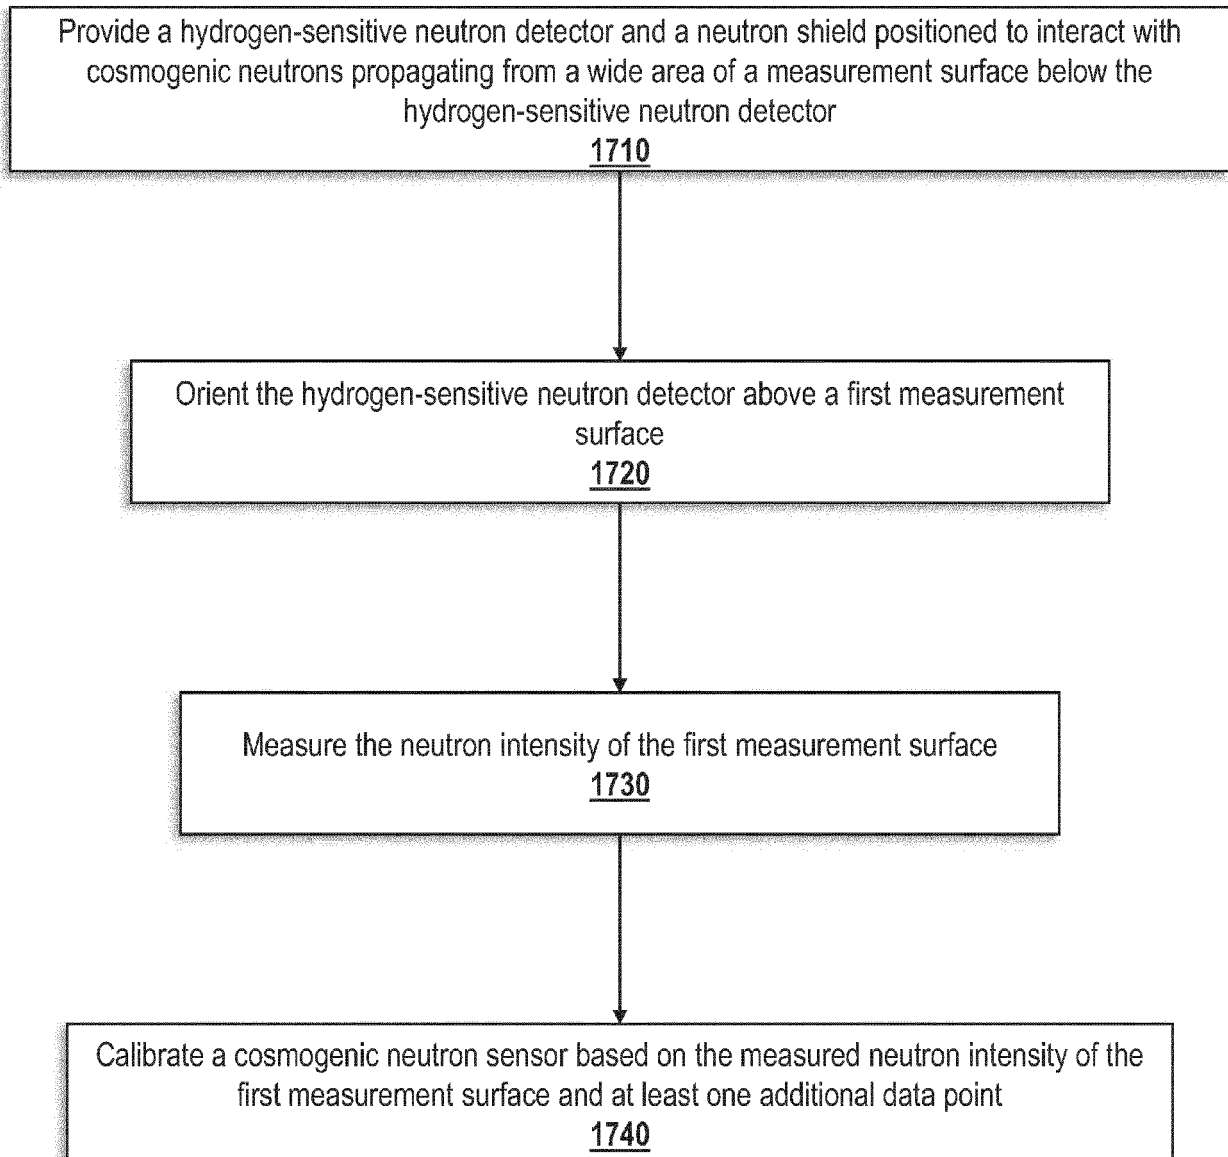 Provide a hydrogen-sensitive neutron detector and a neutron shield positioned to interact with
cosmogenic neutrons propagating from a wide area of a measurement surface below the
hydrogen-sensitive neutron detector
1710
Orient the hydrogen-sensitive neutron detector above a first measurement
surface
1720
Measure the neutron intensity of the first measurement surface
1730
Calibrate a cosmogenic neutron sensor based on the measured neutron intensity of the
first measurement surface and at least one additional data point
1740